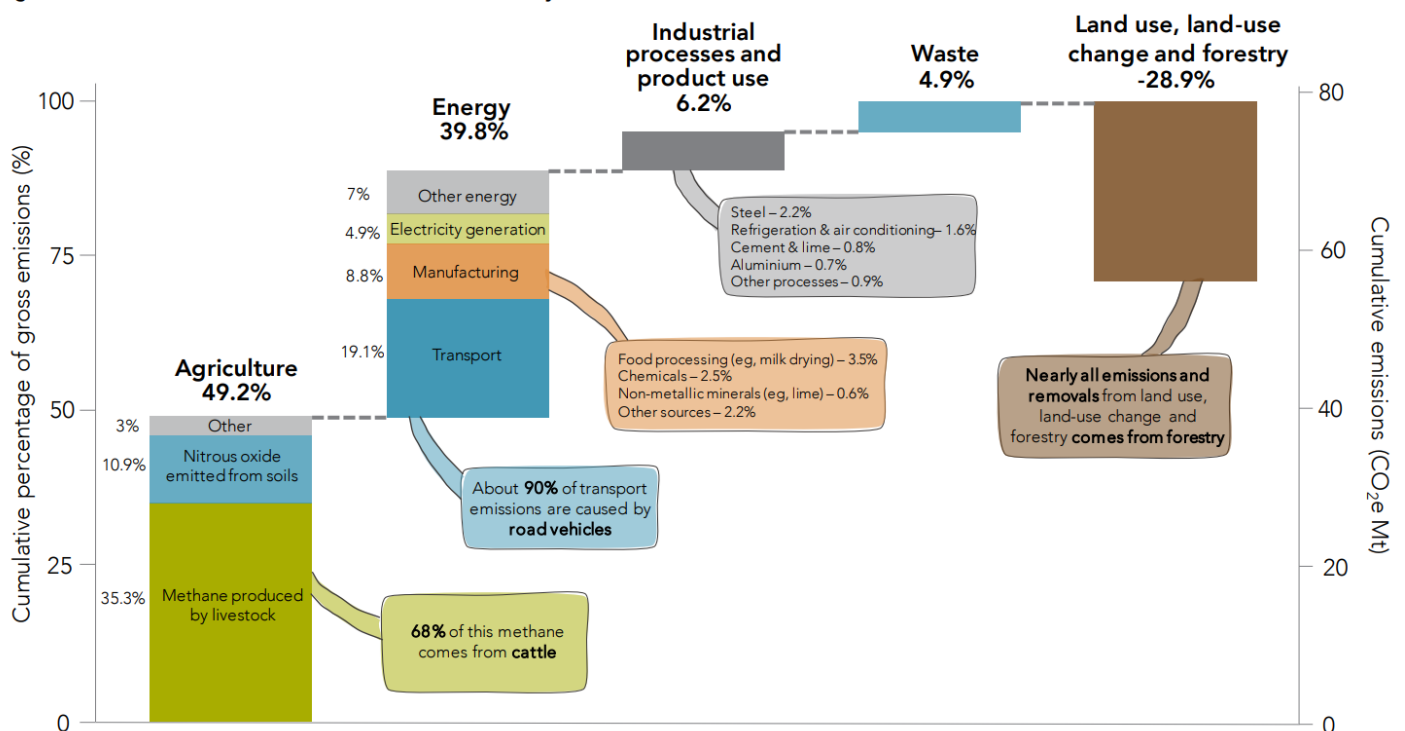 Industrial
processes and
product use
6.2%
Waste
4.9%
Land use, land-use
change and forestry
-28.9%
Energy
39.8%
Agriculture
49.2%
Cumulative percentage of gross emissions (%)
100
75
50
25
0
80
60
40
20
0
Cumulative emissions (CO₂e Mt)
7%
Other energy
4.9%
Electricity generation
8.8%
Manufacturing
19.1%
Transport
3%
Other
10.9%
Nitrous oxide
emitted from soils
35.3%
Methane produced
by livestock
Steel – 2.2%
Refrigeration & air conditioning– 1.6%
Cement & lime – 0.8%
Aluminium – 0.7%
Other processes – 0.9%
Food processing (eg, milk drying) – 3.5%
Chemicals – 2.5%
Non-metallic minerals (eg, lime) – 0.6%
Other sources – 2.2%
About 90% of transport
emissions are caused by
road vehicles
68% of this methane
comes from cattle
Nearly all emissions and
removals from land use,
land-use change and
forestry comes from forestry